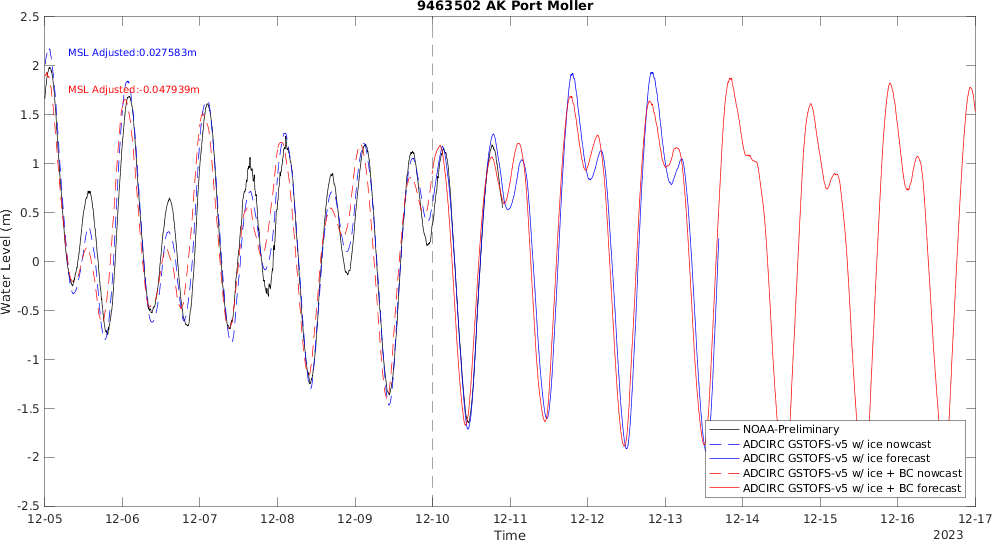 9463502 AK Port Moller
MSL Adjusted:0.027583m
MSL Adjusted:-0.047939m
Water Level (m)
2.5
2
1.5
1
0.5
0
-0.5
-1
-1.5
-2
-2.5
NOAA-Preliminary
ADCIRC GSTOFS-v5 w/ ice nowcast
ADCIRC GSTOFS-v5 w/ ice forecast
ADCIRC GSTOFS-v5 w/ ice + BC nowcast
ADCIRC GSTOFS-v5 w/ ice + BC forecast
12-05 12-06 12-07 12-08 12-09 12-10 12-11 12-12 12-13 12-14 12-15 12-16 12-17
Time
2023